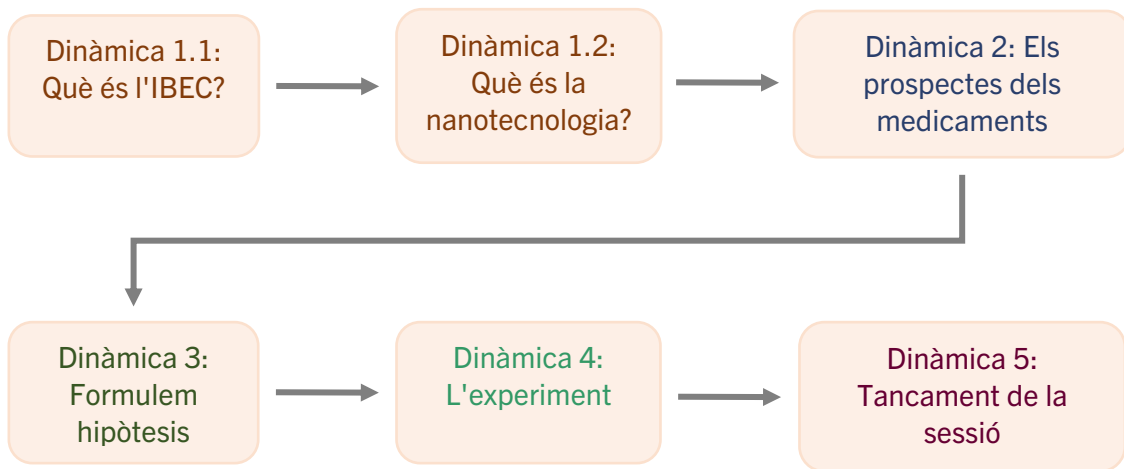 Dinàmica 1.1:
Què és l'IBEC?
Dinàmica 1.2:
Què és la
nanotecnologia?
Dinàmica 2: Els
prospectes dels
medicaments
Dinàmica 3:
Formulem
hipòtesis
Dinàmica 4:
L'experiment
Dinàmica 5:
Tancament de la
sessió